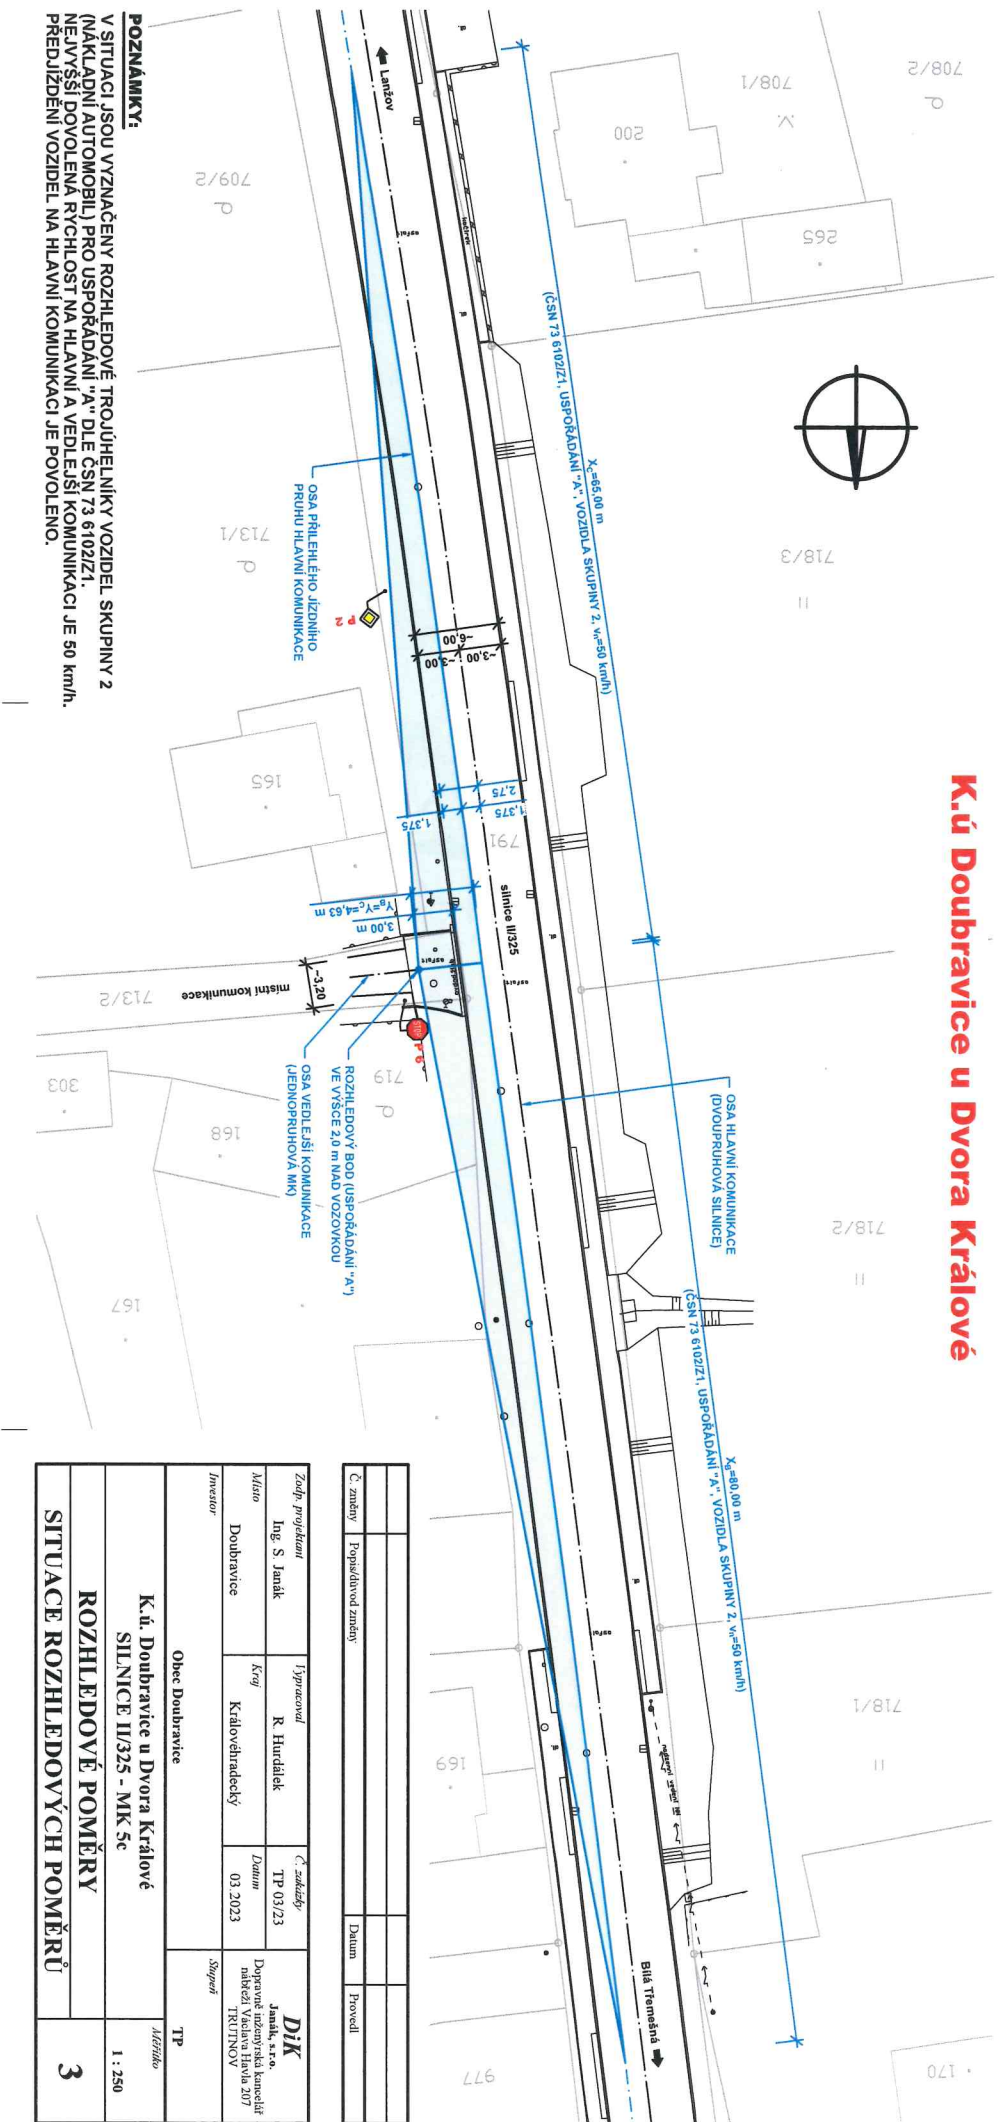 K.ú Doubravice u Dvora Králové
708/2
708/1
200
265
718/3
718/2
718/1
170
Xc=65,00 m
(ČSN 73 6102/Z1, USPOŘÁDÁNÍ "A", VOZIDLA SKUPINY 2, vn=50 km/h)
XB=80,00 m
(ČSN 73 6102/Z1, USPOŘÁDÁNÍ "A", VOZIDLA SKUPINY 2, vn=50 km/h)
OSA HLAVNÍ KOMUNIKACE
(DVOUPRUHOVÁ SILNICE)
Lanžov
asfalt
~6,00
~3,00
~3,00
2,75
1,375
1,375
791
silnice II/325
asfalt
asfalt
nadzemní vedení NN
Bílá Třemešná
709/2
713/1
OSA PŘILEHLÉHO JÍZDNÍHO
PRUHU HLAVNÍ KOMUNIKACE
P 2
165
YB=YC=4,63 m
3,00 m
asfalt
~3,20
místní komunikace
713/2
STOP
P 6
719
ROZHLEDOVÝ BOD (USPOŘÁDÁNÍ "A")
VE VÝŠCE 2,0 m NAD VOZOVKOU
OSA VEDLEJŠÍ KOMUNIKACE
(JEDNOPRUHOVÁ MK)
303
168
167
169
977
POZNÁMKY:
V SITUACI JSOU VYZNAČENY ROZHLEDOVÉ TROJÚHELNÍKY VOZIDEL SKUPINY 2
(NÁKLADNÍ AUTOMOBIL) PRO USPOŘÁDÁNÍ "A" DLE ČSN 73 6102/Z1.
NEJVYŠŠÍ DOVOLENÁ RYCHLOST NA HLAVNÍ A VEDLEJŠÍ KOMUNIKACI JE 50 km/h.
PŘEDJÍŽDĚNÍ VOZIDEL NA HLAVNÍ KOMUNIKACI JE POVOLENO.
Č. změny Popis/důvod změny Datum Provedl
Zodp. projektant Vypracoval Č. zakázky
Ing. S. Janák R. Hurdálek TP 03/23
Místo Kraj Datum
Doubravice Královéhradecký 03.2023
DiK
Janák, s.r.o.
Dopravně inženýrská kancelář
nábřeží Václava Havla 207
TRUTNOV
Investor Obec Doubravice
Stupeň TP
K.ú. Doubravice u Dvora Králové
SILNICE II/325 - MK 5c
Měřítko
1 : 250
ROZHLEDOVÉ POMĚRY
SITUACE ROZHLEDOVÝCH POMĚRŮ
3